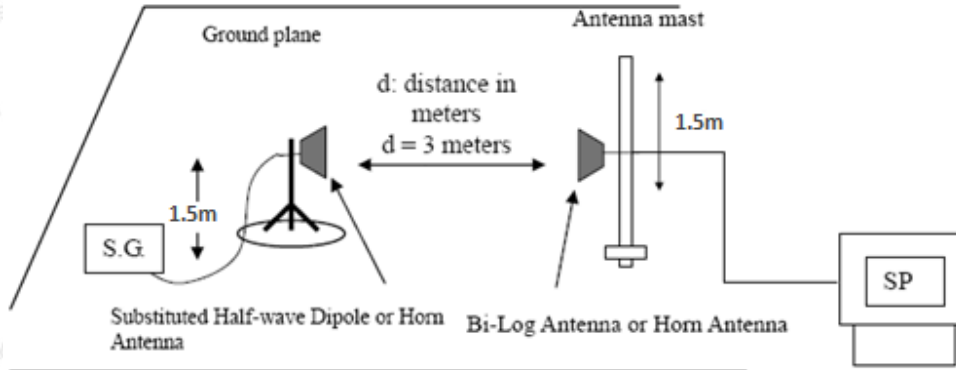 Antenna mast
Ground plane
d: distance in
meters
d = 3 meters
1.5m
1.5m
S.G.
SP
Substituted Half-wave Dipole or Horn
Antenna
Bi-Log Antenna or Horn Antenna